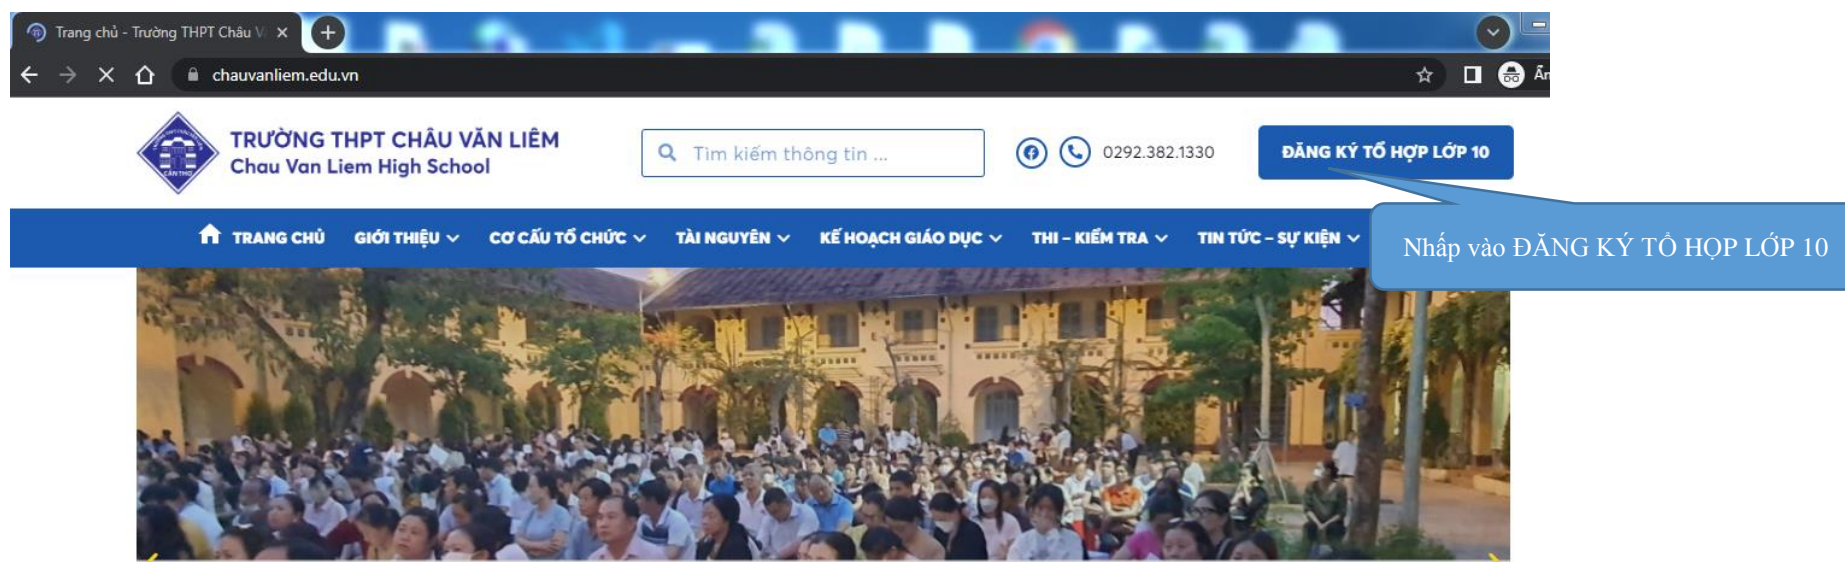 Trang chủ - Trường THPT Châu V
chauvanliem.edu.vn
Ẩn
TRƯỜNG THPT CHÂU VĂN LIÊM
Chau Van Liem High School
CẦN THƠ
Tìm kiếm thông tin ...
0292.382.1330
ĐĂNG KÝ TỔ HỢP LỚP 10
TRANG CHỦ GIỚI THIỆU CƠ CẤU TỔ CHỨC TÀI NGUYÊN KẾ HOẠCH GIÁO DỤC THI – KIỂM TRA TIN TỨC – SỰ KIỆN
Nhấp vào ĐĂNG KÝ TỔ HỢP LỚP 10